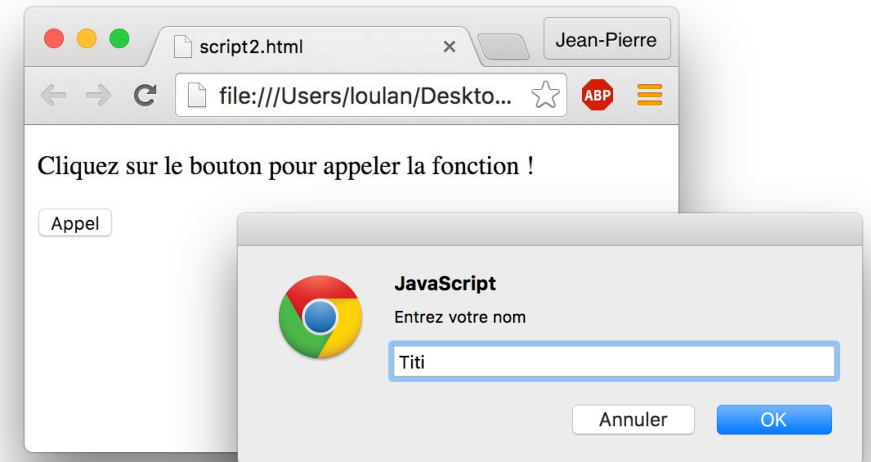 script2.html
Jean-Pierre
file:///Users/loulan/Deskto...
ABP
Cliquez sur le bouton pour appeler la fonction !
Appel
JavaScript
Entrez votre nom
Titi
Annuler
OK